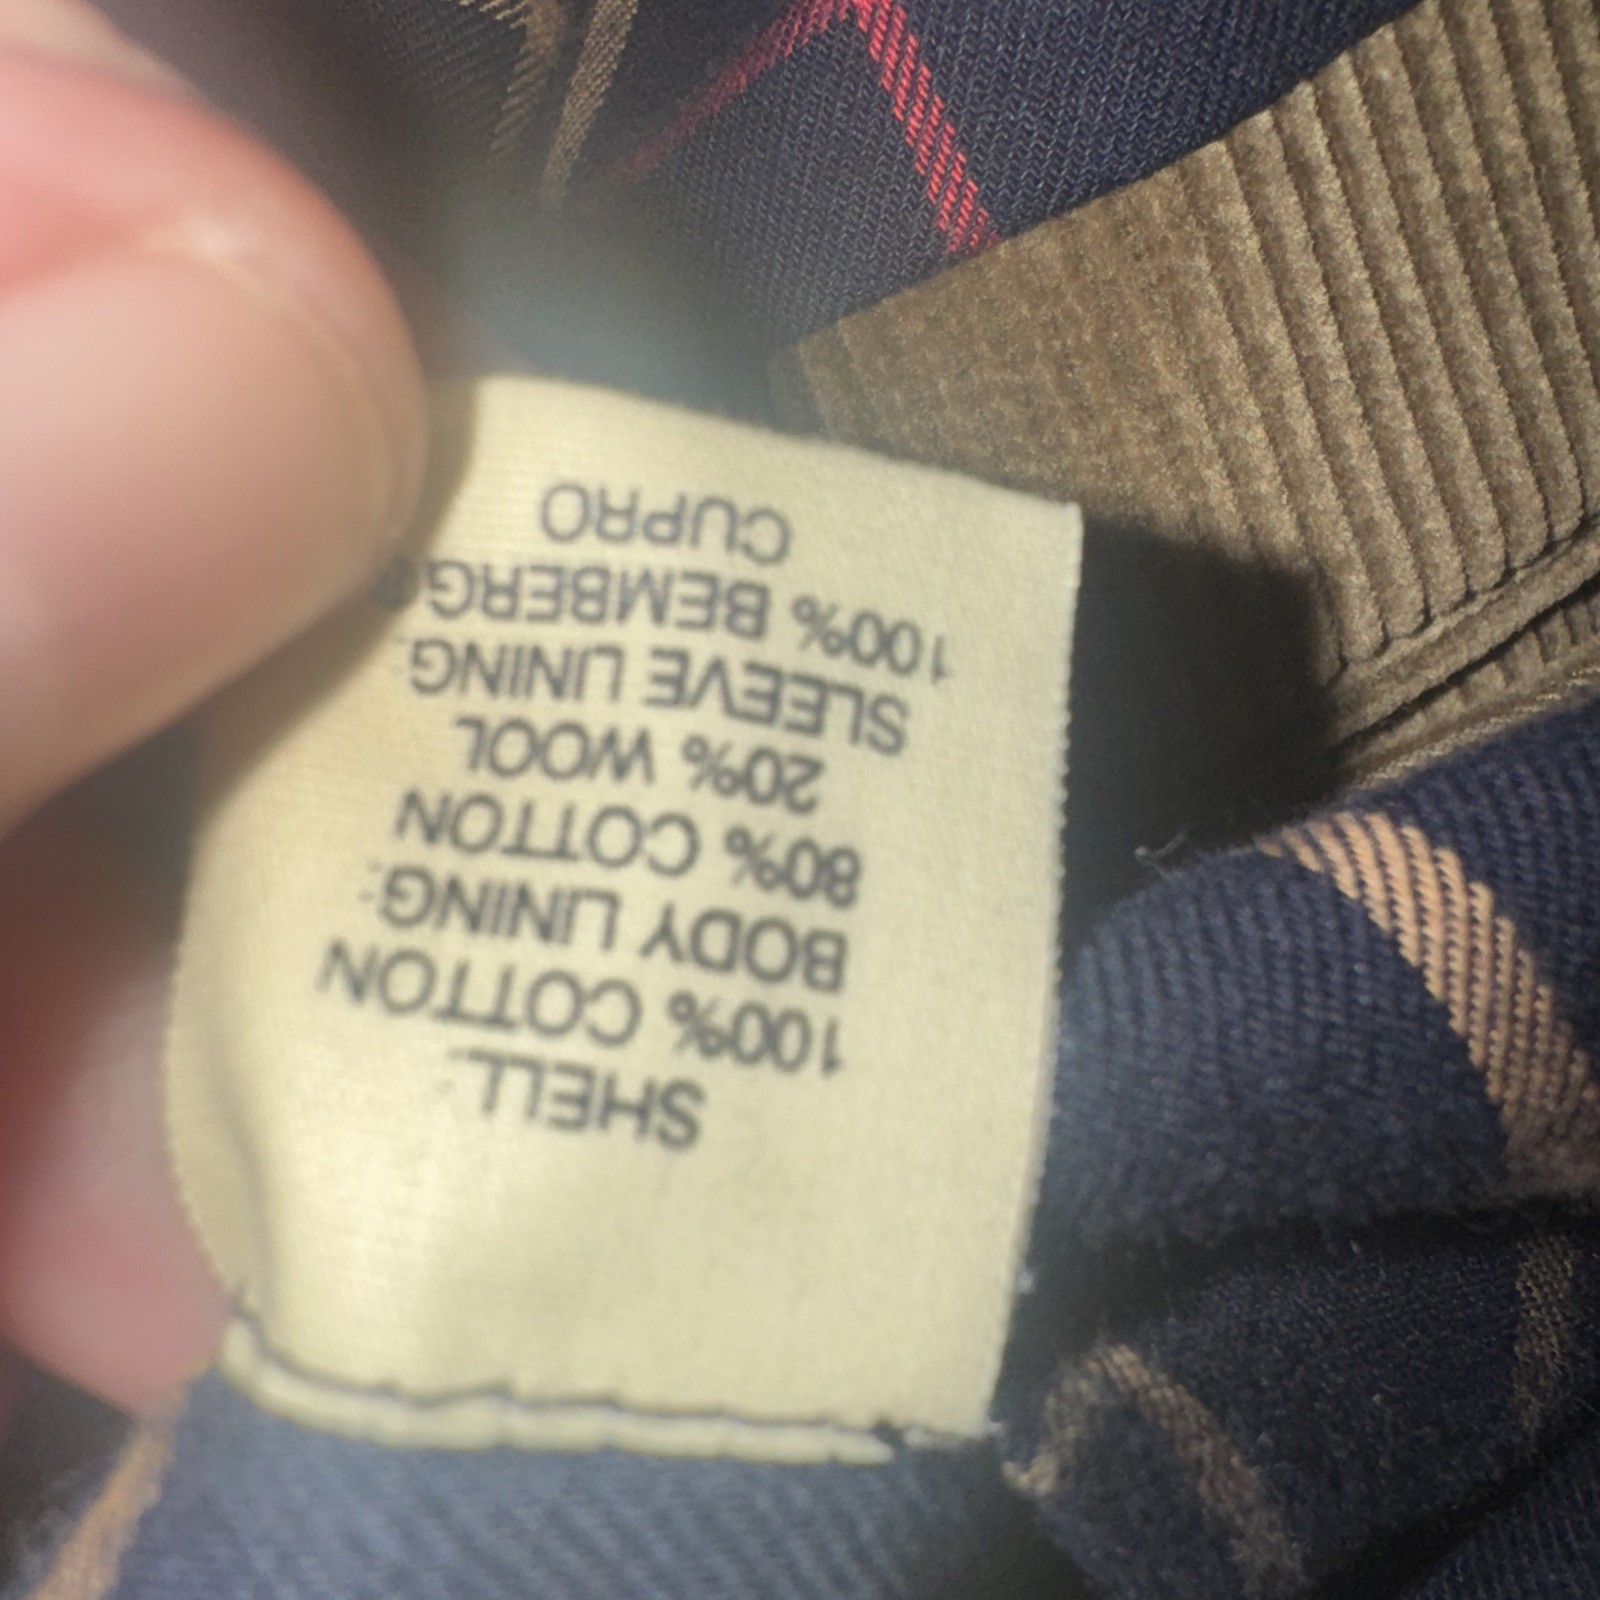 SHELL:
100% COTTON
BODY LINING:
80% COTTON
20% WOOL
SLEEVE LINING:
100% BEMBERG®
CUPRO